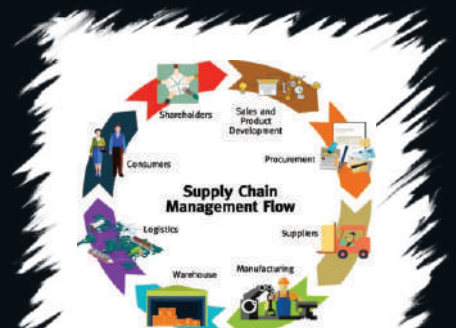 Shareholders
Sales and
Product
Development
Procurement
Consumers
Supply Chain
Management Flow
Logistics
Suppliers
Warehouse
Manufacturing